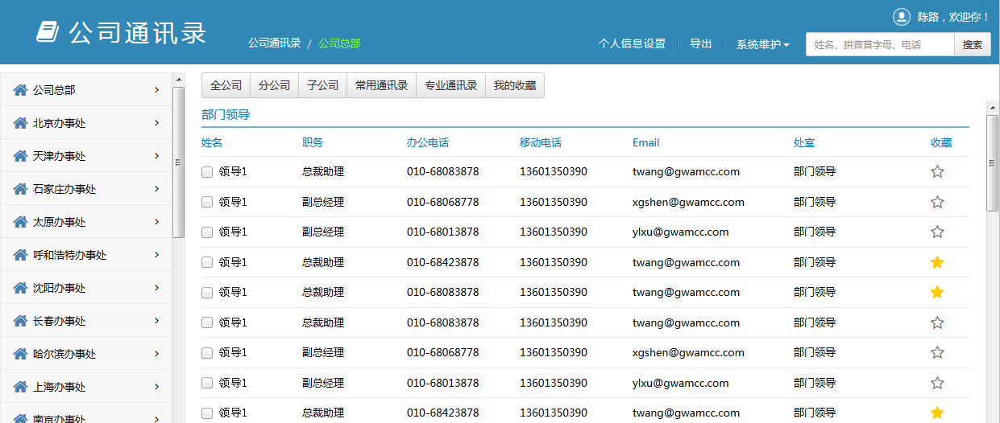 陈路，欢迎你！
公司通讯录
公司通讯录 / 公司总部
个人信息设置 导出 系统维护
姓名、拼音首字母、电话 搜索
公司总部
北京办事处
天津办事处
石家庄办事处
太原办事处
呼和浩特办事处
沈阳办事处
长春办事处
哈尔滨办事处
上海办事处
南京办事处
全公司 分公司 子公司 常用通讯录 专业通讯录 我的收藏
部门领导
姓名 职务 办公电话 移动电话 Email 处室 收藏
领导1 总裁助理 010-68083878 13601350390 twang@gwamcc.com 部门领导
领导1 副总经理 010-68068778 13601350390 xgshen@gwamcc.com 部门领导
领导1 副总经理 010-68013878 13601350390 ylxu@gwamcc.com 部门领导
领导1 总裁助理 010-68423878 13601350390 twang@gwamcc.com 部门领导
领导1 总裁助理 010-68083878 13601350390 twang@gwamcc.com 部门领导
领导1 总裁助理 010-68083878 13601350390 twang@gwamcc.com 部门领导
领导1 副总经理 010-68068778 13601350390 xgshen@gwamcc.com 部门领导
领导1 副总经理 010-68013878 13601350390 ylxu@gwamcc.com 部门领导
领导1 总裁助理 010-68423878 13601350390 twang@gwamcc.com 部门领导